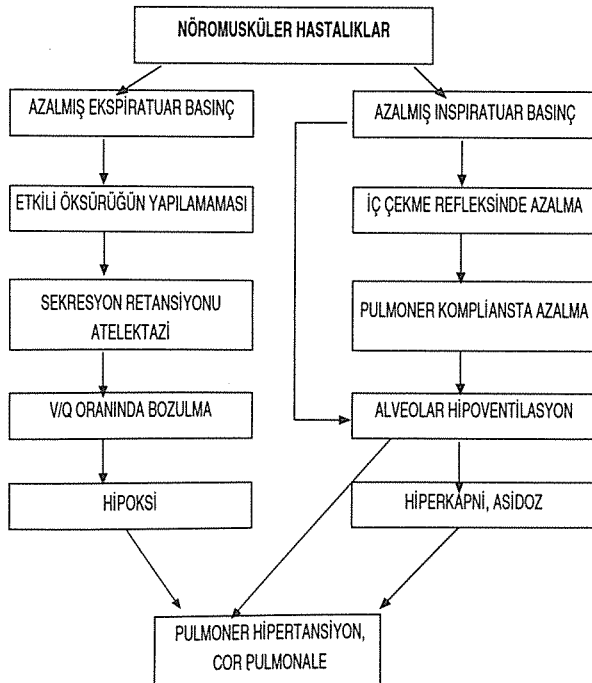 NÖROMUSKÜLER HASTALIKLAR
AZALMIŞ EKSPİRATUAR BASINÇ
AZALMIŞ INSPIRATUAR BASINÇ
ETKİLİ ÖKSÜRÜĞÜN YAPILAMAMASI
İÇ ÇEKME REFLEKSİNDE AZALMA
SEKRESYON RETANSİYONU
ATELEKTAZİ
PULMONER KOMPLİANSTA AZALMA
V/Q ORANINDA BOZULMA
ALVEOLAR HİPOVENTİLASYON
HİPOKSİ
HİPERKAPNİ, ASİDOZ
PULMONER HİPERTANSİYON,
COR PULMONALE